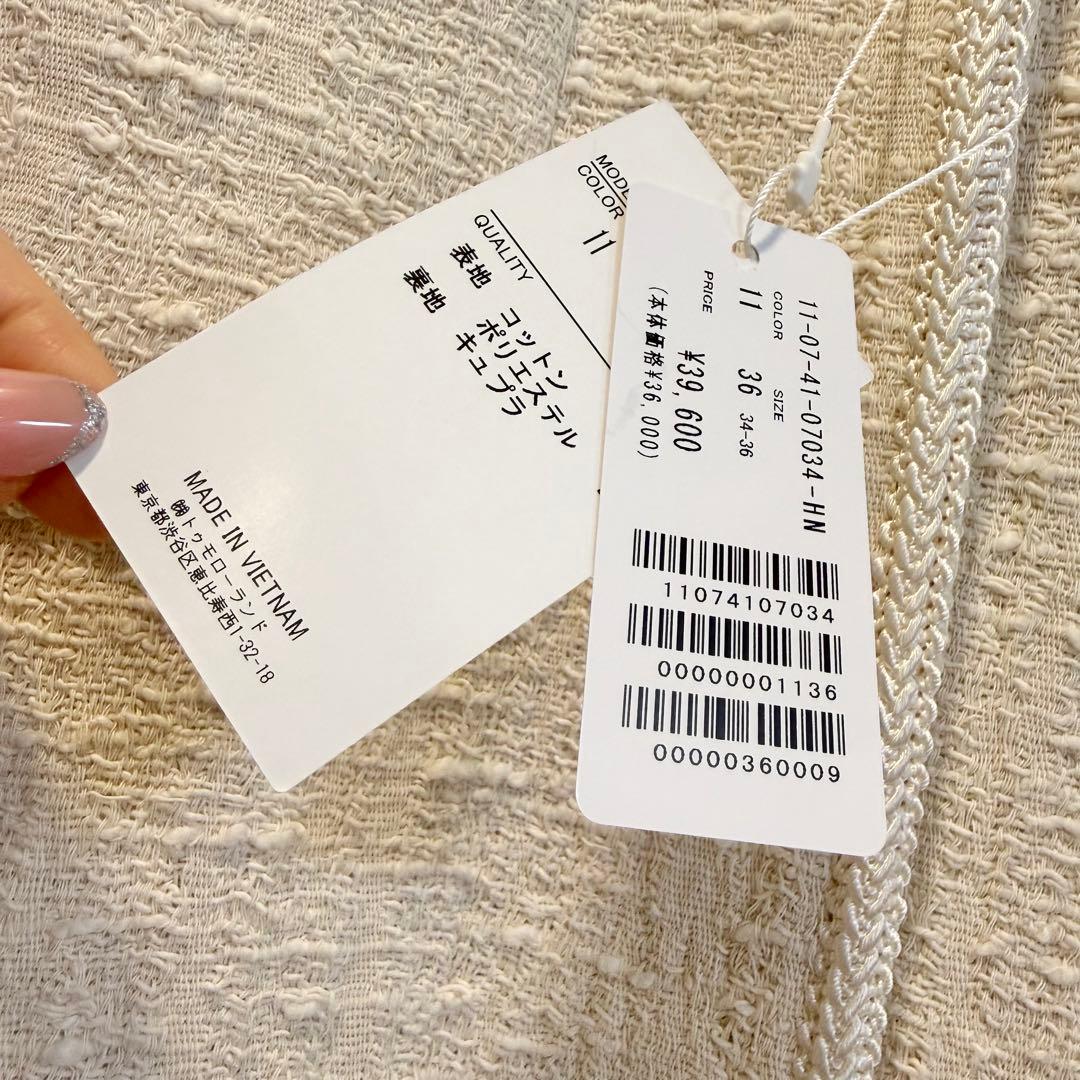 MODE
COLOR 11
QUALITY
表地 コットン
ポリエステル
裏地 キュプラ
MADE IN VIETNAM
㈱トゥモローランド
東京都渋谷区恵比寿西1-32-18
11-07-41-07034-HN
COLOR SIZE
11 36 34-36
PRICE
¥39,600
(本体価格¥36,000)
11074107034
00000001136
00000360009